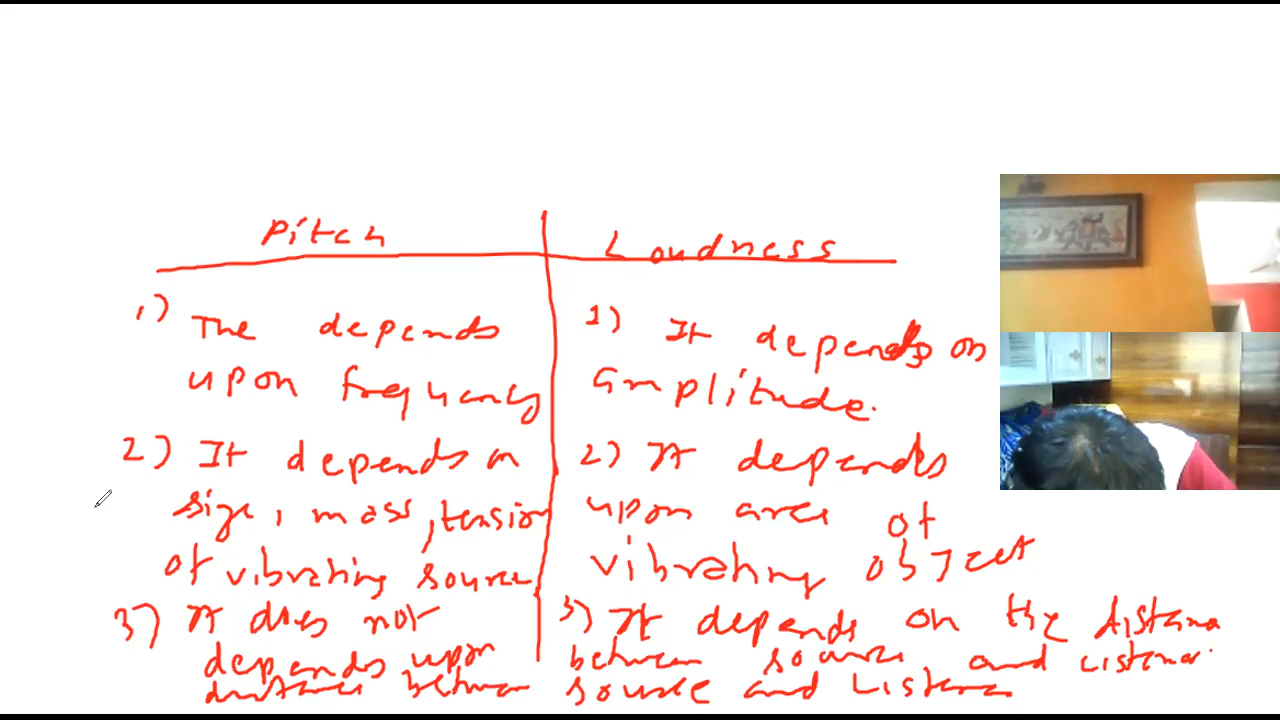 Pitch
Loudness
1) The depends
upon frequency
2) It depends on
size, mass, tension
of vibrating source
3) It does not
depends upon
distance between source and Listener
1) It depends on
amplitude.
2) It depends
upon area of
vibrating object
3) It depends on the distance
between source, and Listener.